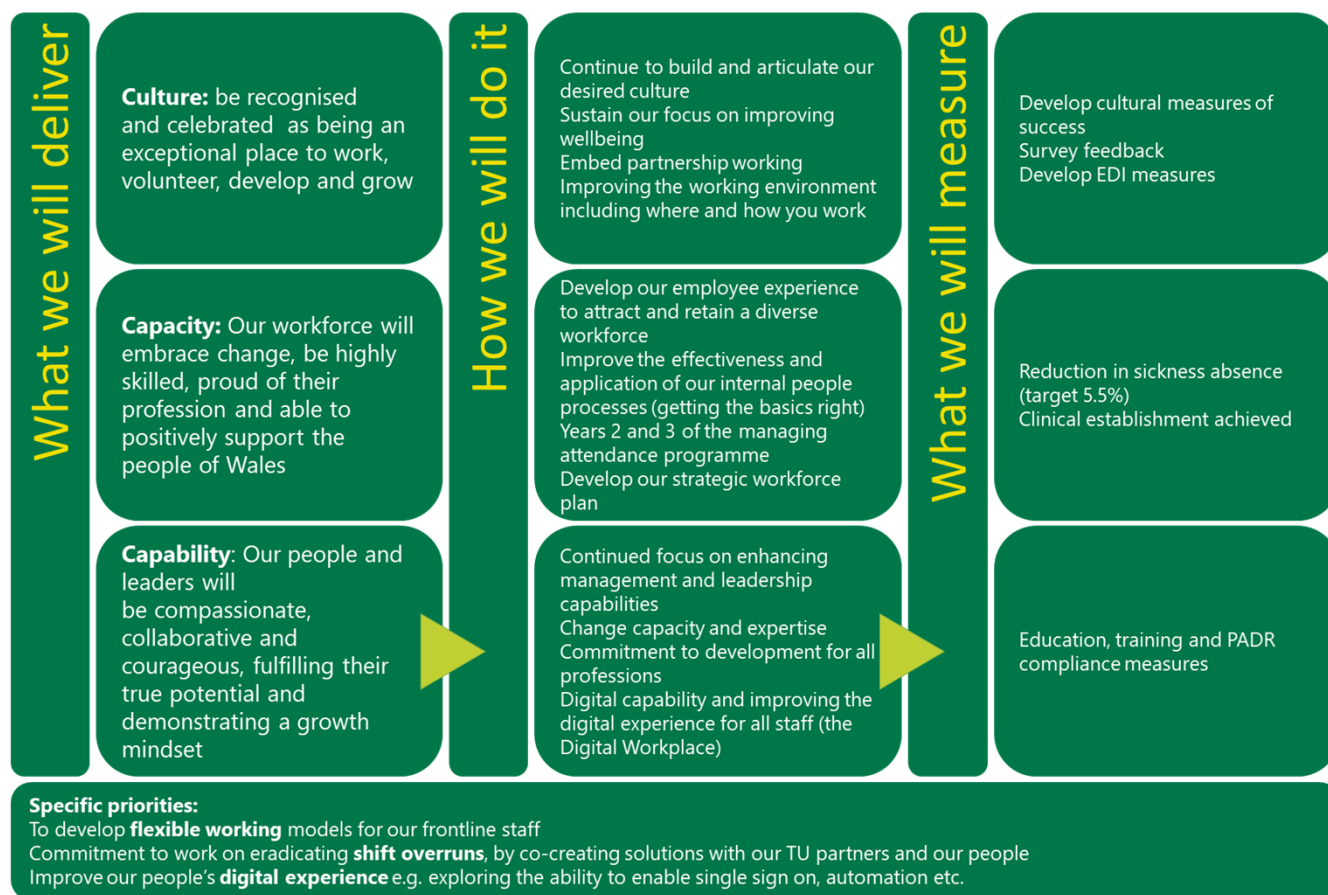 What we will deliver
Culture: be recognised
and celebrated as being an
exceptional place to work,
volunteer, develop and grow
Capacity: Our workforce will
embrace change, be highly
skilled, proud of their
profession and able to
positively support the
people of Wales
Capability: Our people and
leaders will
be compassionate,
collaborative and
courageous, fulfilling their
true potential and
demonstrating a growth
mindset
How we will do it
Continue to build and articulate our
desired culture
Sustain our focus on improving
wellbeing
Embed partnership working
Improving the working environment
including where and how you work
Develop our employee experience
to attract and retain a diverse
workforce
Improve the effectiveness and
application of our internal people
processes (getting the basics right)
Years 2 and 3 of the managing
attendance programme
Develop our strategic workforce
plan
Continued focus on enhancing
management and leadership
capabilities
Change capacity and expertise
Commitment to development for all
professions
Digital capability and improving the
digital experience for all staff (the
Digital Workplace)
What we will measure
Develop cultural measures of
success
Survey feedback
Develop EDI measures
Reduction in sickness absence
(target 5.5%)
Clinical establishment achieved
Education, training and PADR
compliance measures
Specific priorities:
To develop flexible working models for our frontline staff
Commitment to work on eradicating shift overruns, by co-creating solutions with our TU partners and our people
Improve our people's digital experience e.g. exploring the ability to enable single sign on, automation etc.